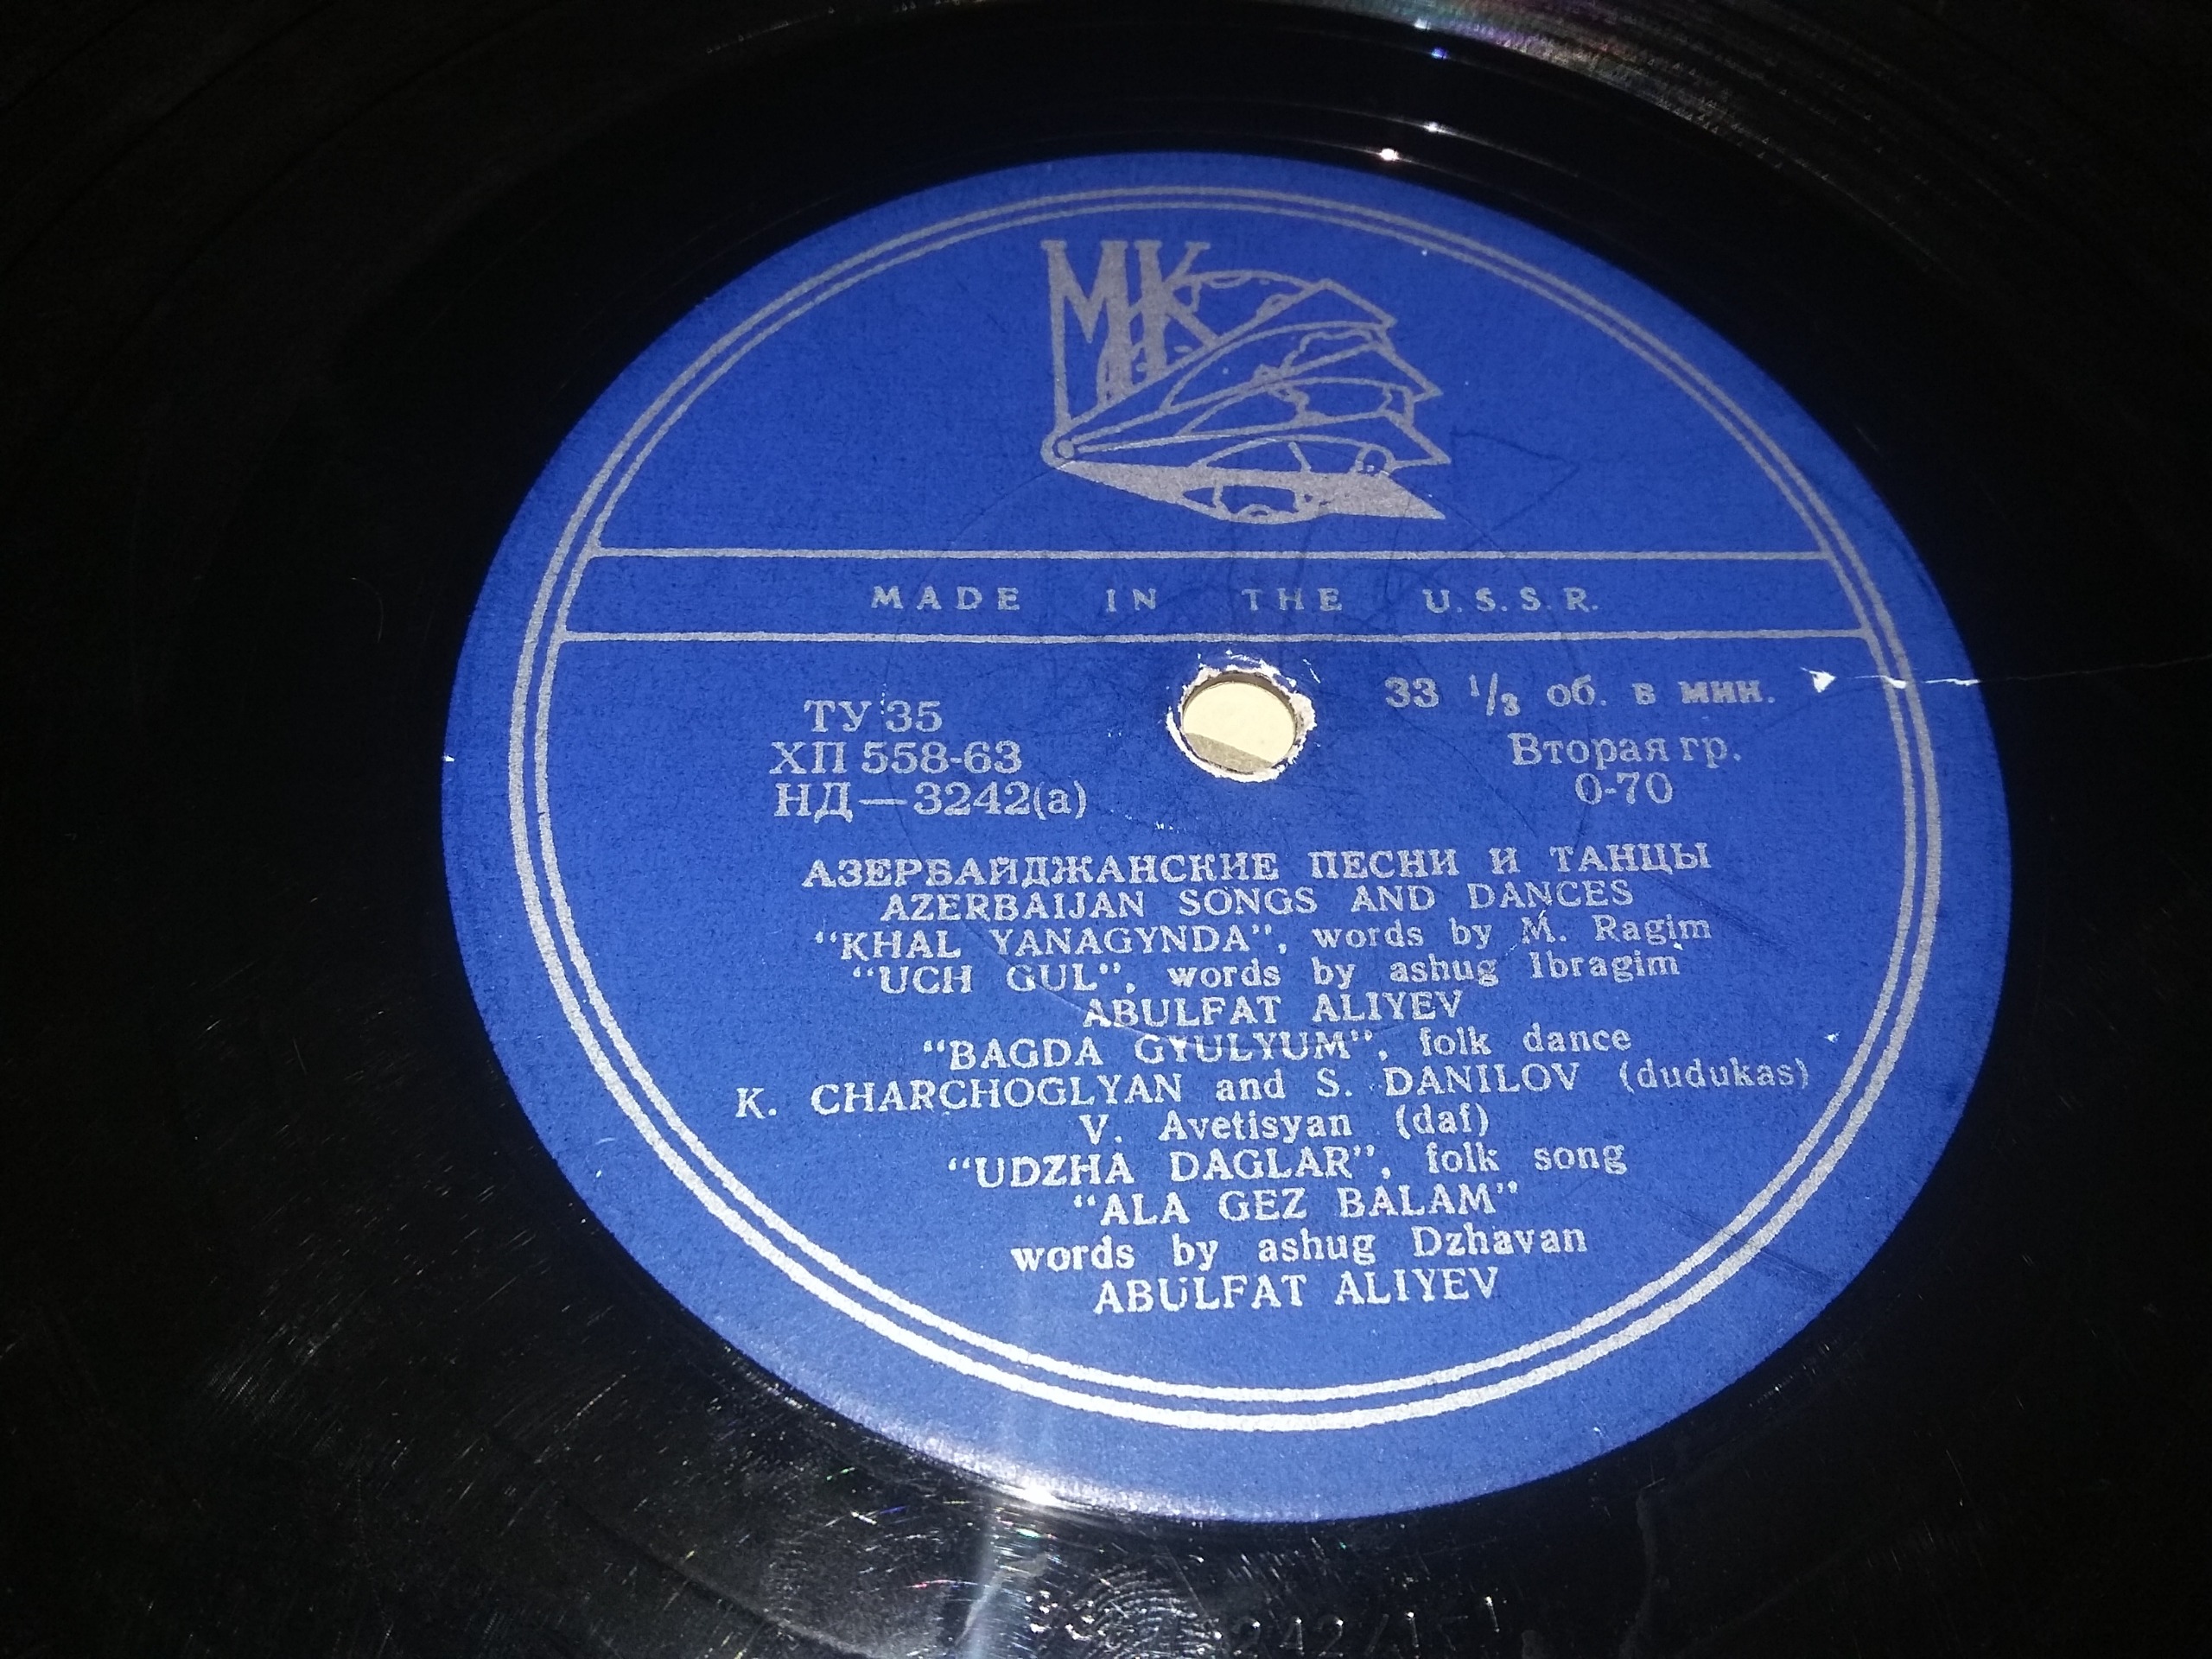 МК
MADE IN THE U.S.S.R.
ТУ 35
ХП 558-63
НД—3242(а)
33 1/3 об. в мин.
Вторая гр.
0-70
АЗЕРБАЙДЖАНСКИЕ ПЕСНИ И ТАНЦЫ
AZERBAIJAN SONGS AND DANCES
“KHAL YANAGYNDA”, words by M. Ragim
“UCH GUL”, words by ashug Ibragim
ABULFAT ALIYEV
“BAGDA GYULYUM”, folk dance
K. CHARCHOGLYAN and S. DANILOV (dudukas)
V. Avetisyan (daf)
“UDZHA DAGLAR”, folk song
“ALA GEZ BALAM”
words by ashug Dzhavan
ABULFAT ALIYEV